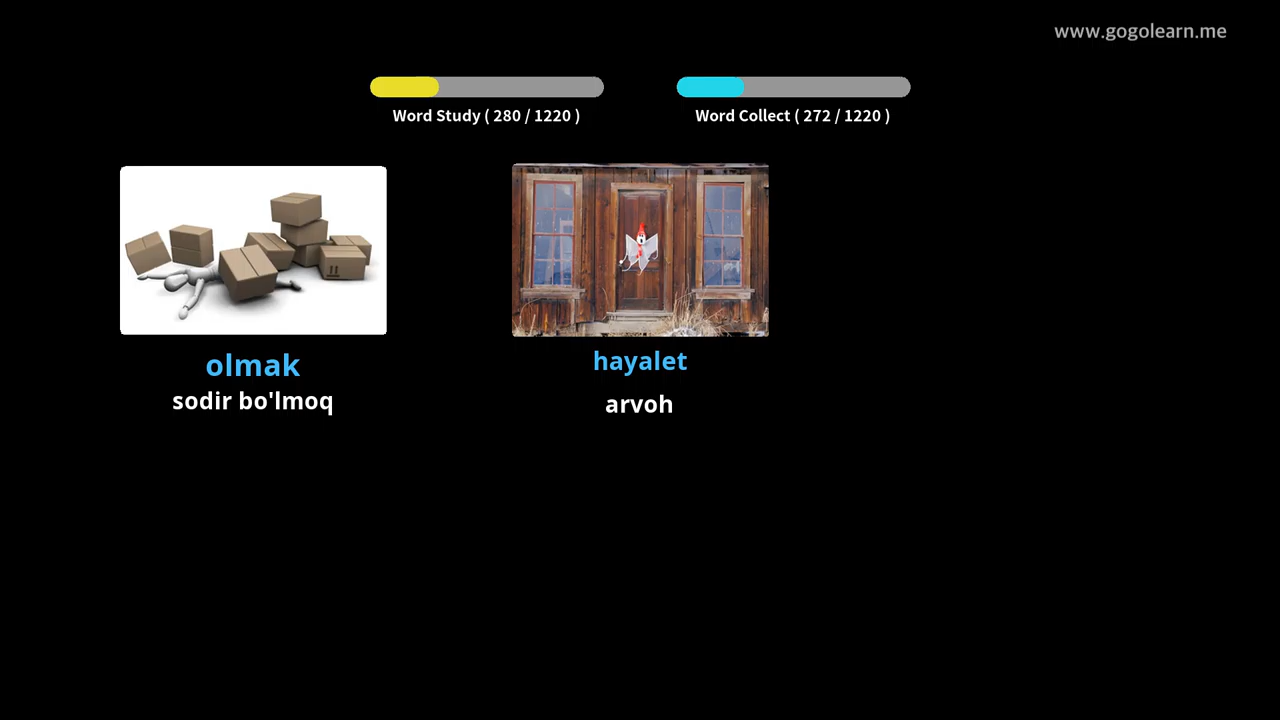 www.gogolearn.me
Word Study ( 280 / 1220 )
Word Collect ( 272 / 1220 )
olmak
sodir bo'lmoq
hayalet
arvoh